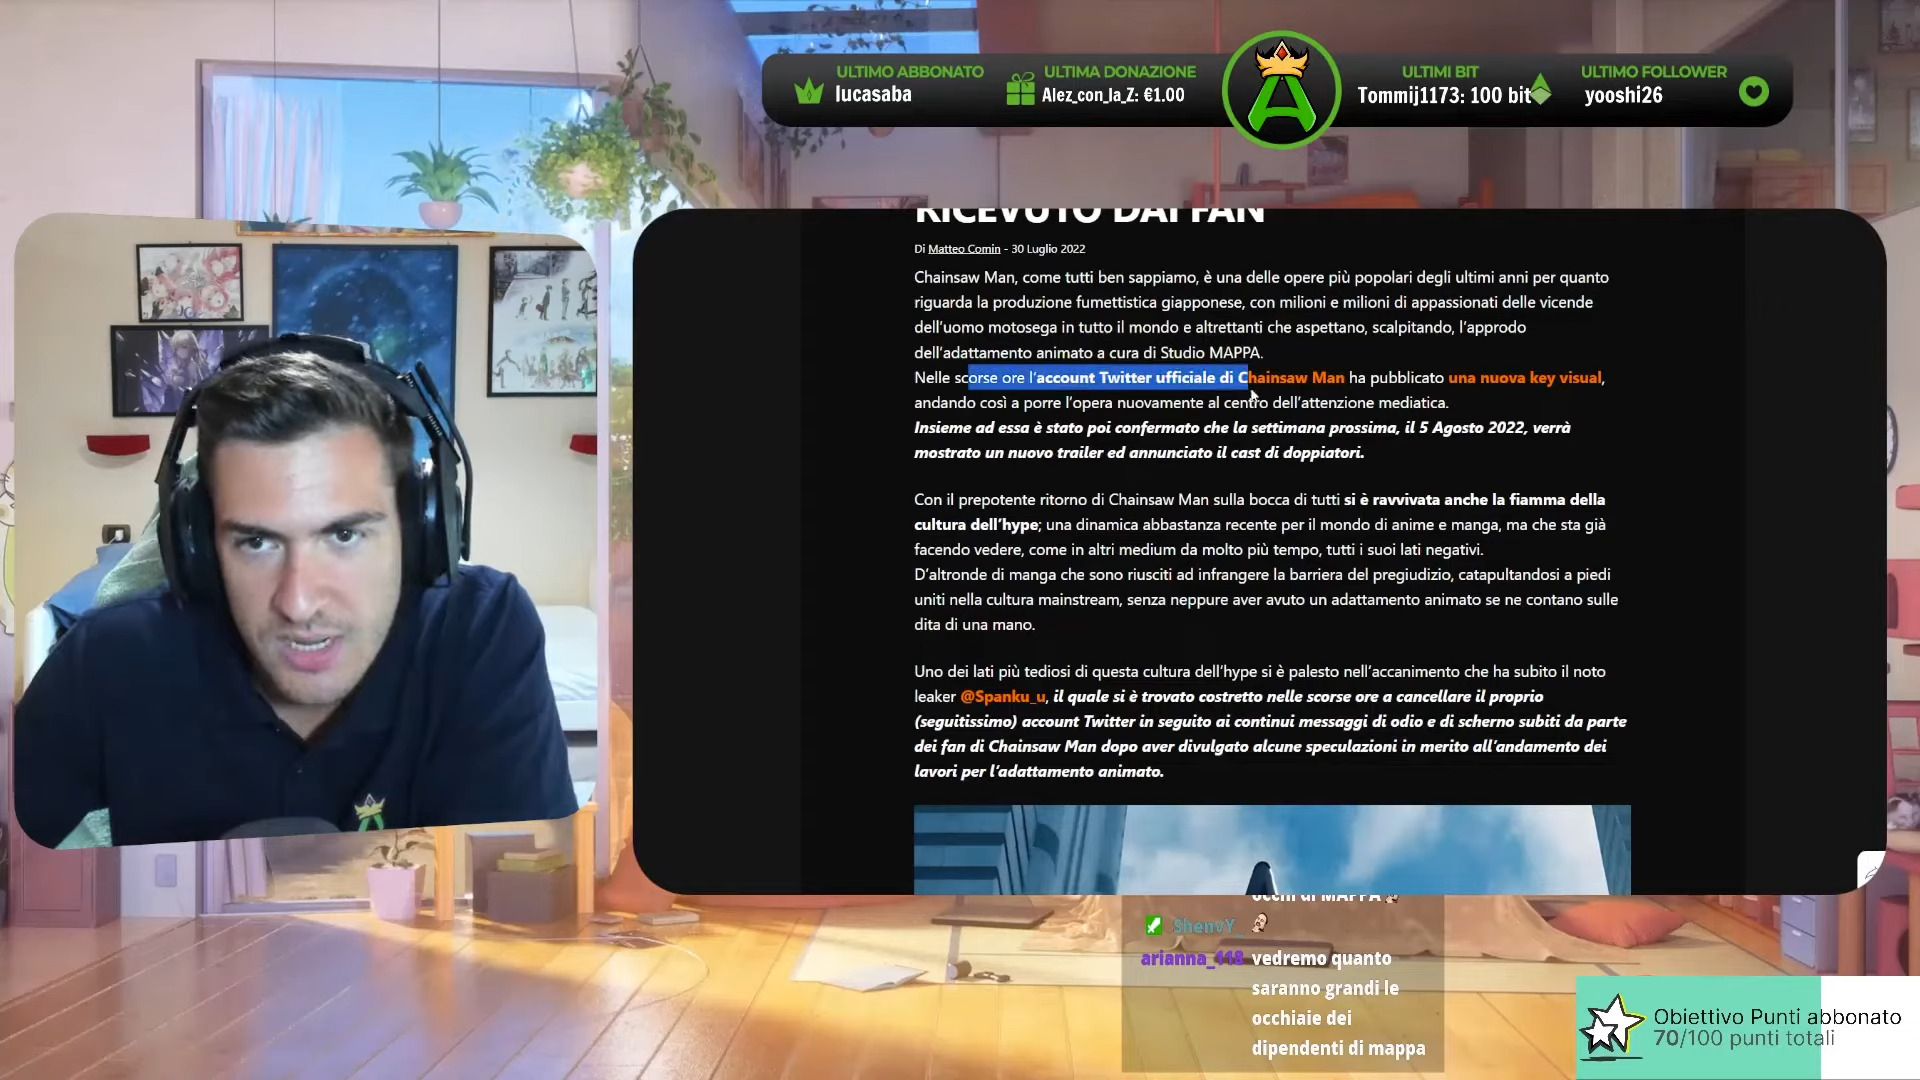 ULTIMO ABBONATO
lucasaba
ULTIMA DONAZIONE
Alez_con_la_Z: €1.00
A
ULTIMI BIT
Tommij1173: 100 bit
ULTIMO FOLLOWER
yooshi26
RICEVUTO DAI FAN
Di Matteo Comin - 30 Luglio 2022
Chainsaw Man, come tutti ben sappiamo, è una delle opere più popolari degli ultimi anni per quanto
riguarda la produzione fumettistica giapponese, con milioni e milioni di appassionati delle vicende
dell’uomo motosega in tutto il mondo e altrettanti che aspettano, scalpitando, l’approdo
dell’adattamento animato a cura di Studio MAPPA.
Nelle scorse ore l’account Twitter ufficiale di Chainsaw Man ha pubblicato una nuova key visual,
andando così a porre l’opera nuovamente al centro dell’attenzione mediatica.
Insieme ad essa è stato poi confermato che la settimana prossima, il 5 Agosto 2022, verrà
mostrato un nuovo trailer ed annunciato il cast di doppiatori.
Con il prepotente ritorno di Chainsaw Man sulla bocca di tutti si è ravvivata anche la fiamma della
cultura dell’hype; una dinamica abbastanza recente per il mondo di anime e manga, ma che sta già
facendo vedere, come in altri medium da molto più tempo, tutti i suoi lati negativi.
D’altronde di manga che sono riusciti ad infrangere la barriera del pregiudizio, catapultandosi a piedi
uniti nella cultura mainstream, senza neppure aver avuto un adattamento animato se ne contano sulle
dita di una mano.
Uno dei lati più tediosi di questa cultura dell’hype si è palesto nell’accanimento che ha subito il noto
leaker @Spanku_u, il quale si è trovato costretto nelle scorse ore a cancellare il proprio
(seguitissimo) account Twitter in seguito ai continui messaggi di odio e di scherno subiti da parte
dei fan di Chainsaw Man dopo aver divulgato alcune speculazioni in merito all’andamento dei
lavori per l’adattamento animato.
occhi di MAPPA
ShenvY_
arianna_118 vedremo quanto
saranno grandi le
occhiaie dei
dipendenti di mappa
Obiettivo Punti abbonato
70/100 punti totali